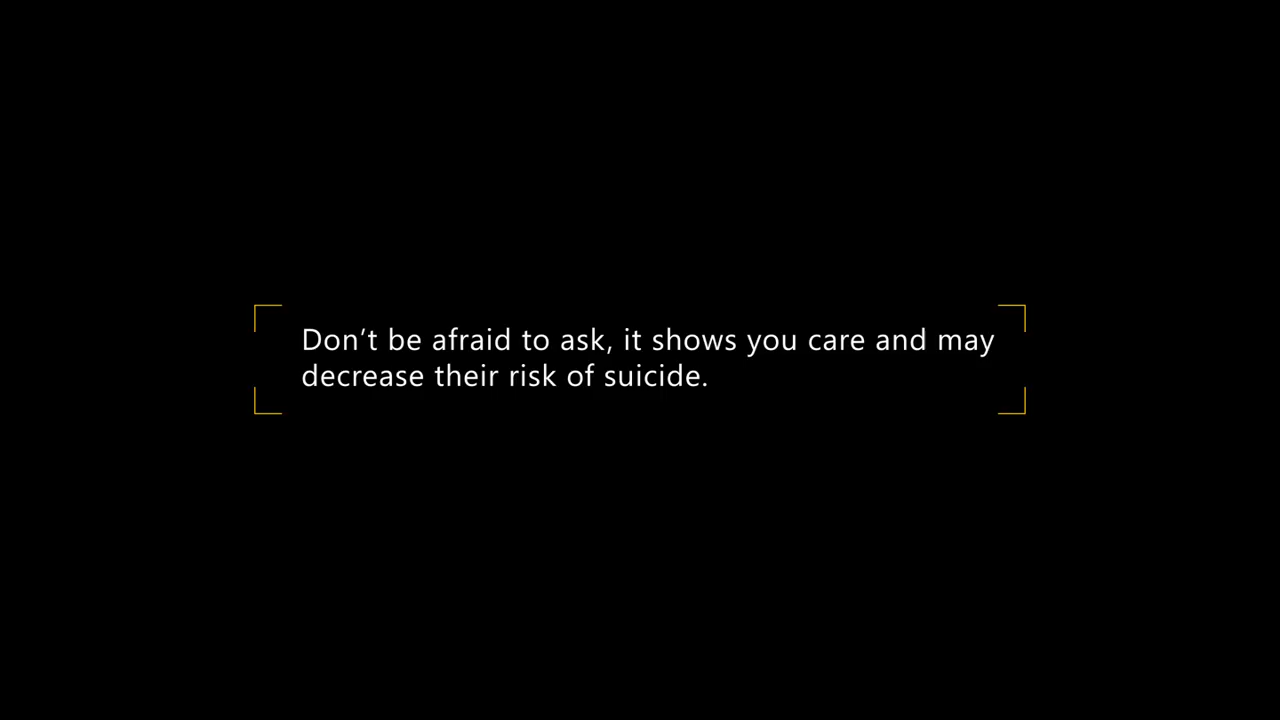 Don’t be afraid to ask, it shows you care and may
decrease their risk of suicide.